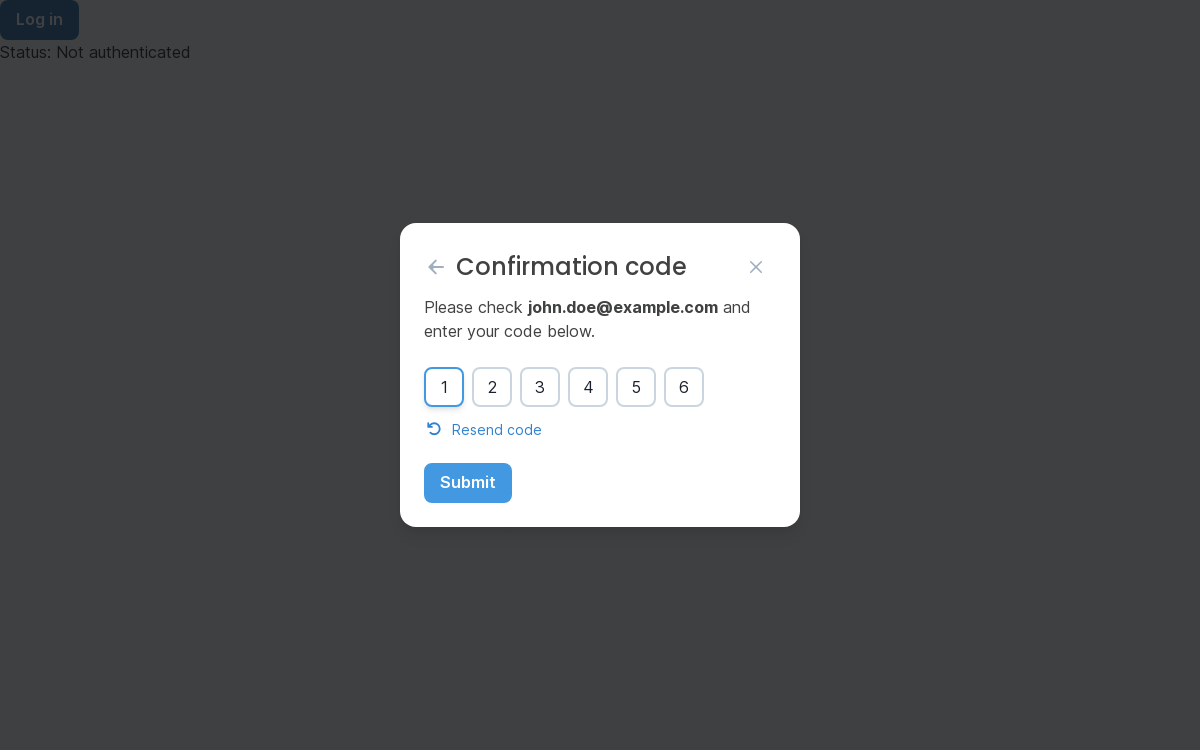 Log in
Status: Not authenticated
Confirmation code
Please check john.doe@example.com and
enter your code below.
1 2 3 4 5 6
Resend code
Submit